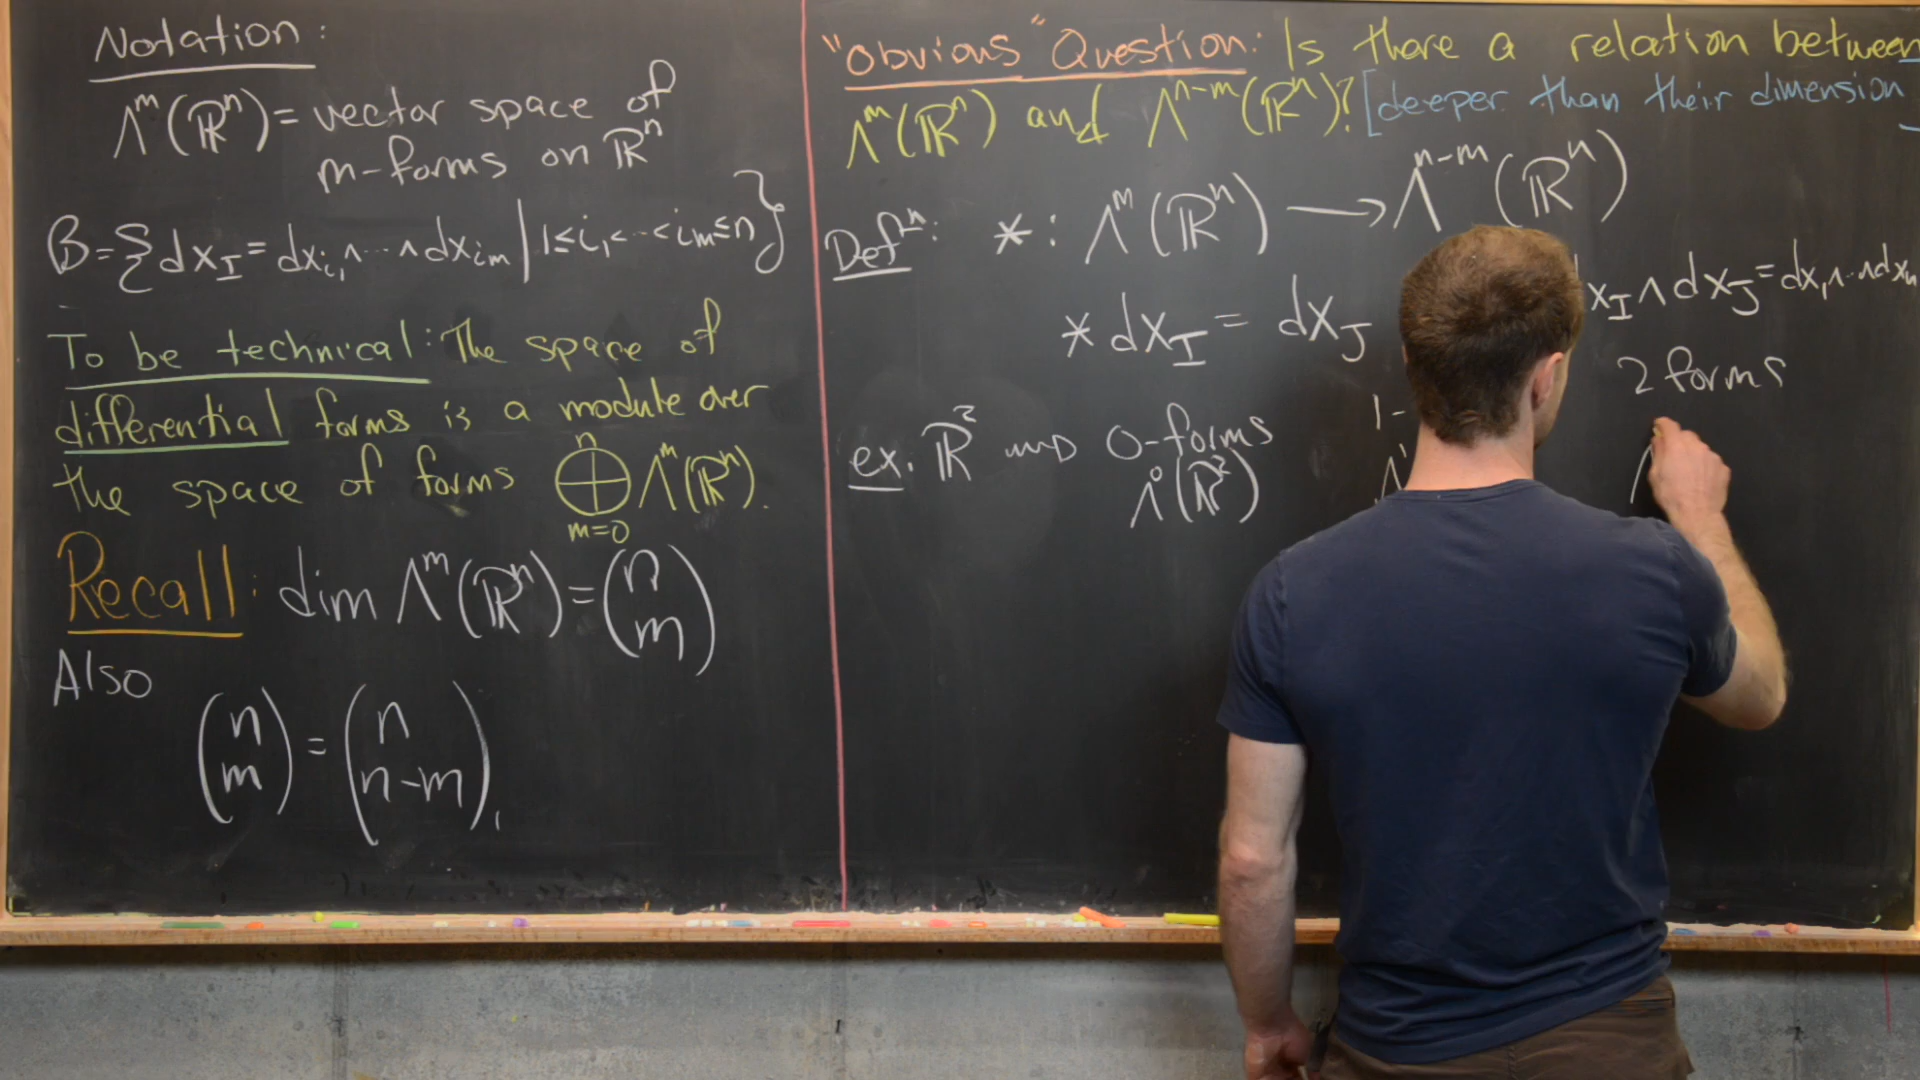 Notation:
Λ^m(ℝ^n) = vector space of
m-forms on ℝ^n
B = {dx_I = dx_{i_1} ∧ ··· ∧ dx_{i_m} | 1 ≤ i_1 < ··· < i_m ≤ n}
To be technical: The space of
differential forms is a module over
the space of forms ⊕_{m=0}^{n} Λ^m(ℝ^n).
Recall: dim Λ^m(ℝ^n) = (n m)
Also
(n m) = (n n-m),
"Obvious" Question: Is there a relation between
Λ^m(ℝ^n) and Λ^{n-m}(ℝ^n)? [deeper than their dimension]
Def^n: * : Λ^m(ℝ^n) → Λ^{n-m}(ℝ^n)
* dx_I = dx_J
x_I ∧ dx_J = dx_1 ∧ ·· ∧ dx_n
ex. ℝ^2 ⇝ 0-forms 1- 2 forms
Λ^0(ℝ^2) Λ^1